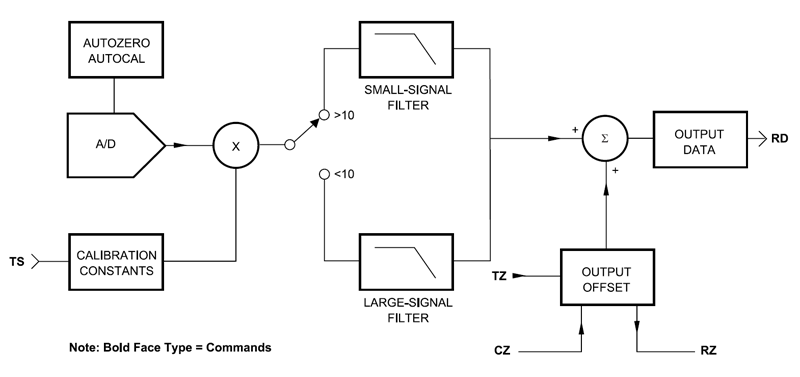 AUTOZERO
AUTOCAL
A/D
X
>10
<10
SMALL-SIGNAL
FILTER
LARGE-SIGNAL
FILTER
TS
CALIBRATION
CONSTANTS
+
Σ
+
OUTPUT
DATA
RD
TZ
OUTPUT
OFFSET
CZ
RZ
Note: Bold Face Type = Commands